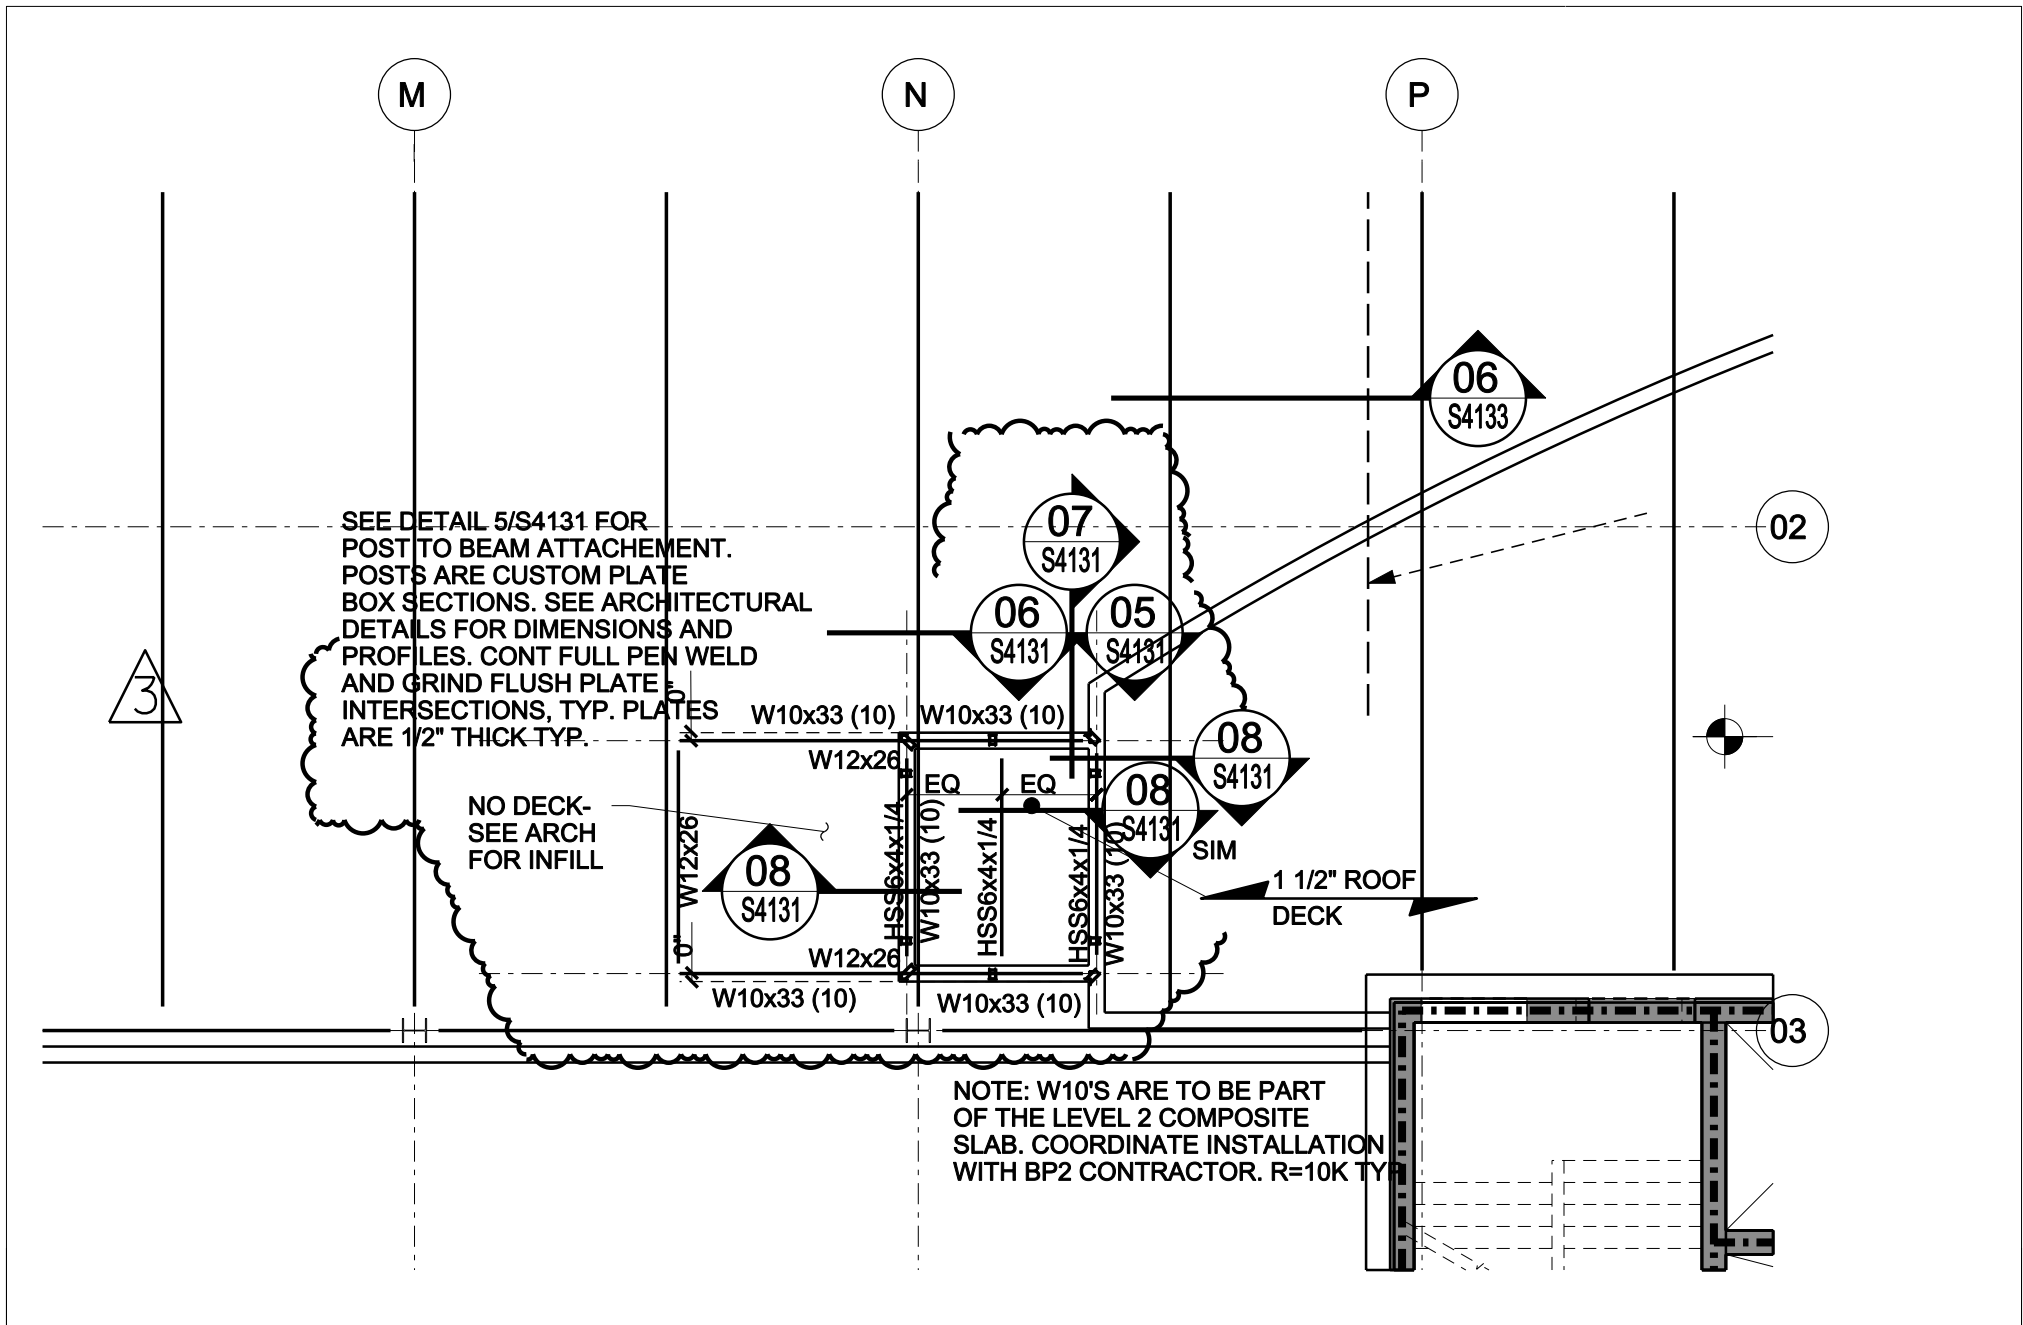 M
N
P
06
S4133
07
S4131
02
SEE DETAIL 5/S4131 FOR
POST TO BEAM ATTACHEMENT.
POSTS ARE CUSTOM PLATE
BOX SECTIONS. SEE ARCHITECTURAL
DETAILS FOR DIMENSIONS AND
PROFILES. CONT FULL PEN WELD
AND GRIND FLUSH PLATE
INTERSECTIONS, TYP. PLATES
ARE 1/2" THICK TYP.
06
S4131
05
S4131
3
0"
W10x33 (10)
W10x33 (10)
W12x26
08
S4131
EQ
EQ
08
S4131
SIM
NO DECK-
SEE ARCH
FOR INFILL
W12x26
08
S4131
HSS6x4x1/4
W10x33 (10)
HSS6x4x1/4
HSS6x4x1/4
W10x33 (10)
1 1/2" ROOF
DECK
0"
W12x26
W10x33 (10)
W10x33 (10)
03
NOTE: W10'S ARE TO BE PART
OF THE LEVEL 2 COMPOSITE
SLAB. COORDINATE INSTALLATION
WITH BP2 CONTRACTOR. R=10K TYP